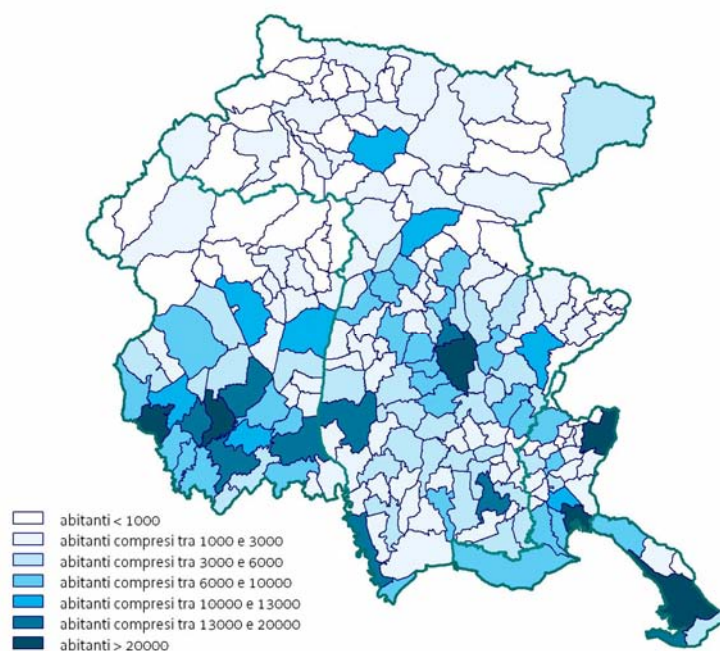 abitanti < 1000
abitanti compresi tra 1000 e 3000
abitanti compresi tra 3000 e 6000
abitanti compresi tra 6000 e 10000
abitanti compresi tra 10000 e 13000
abitanti compresi tra 13000 e 20000
abitanti > 20000